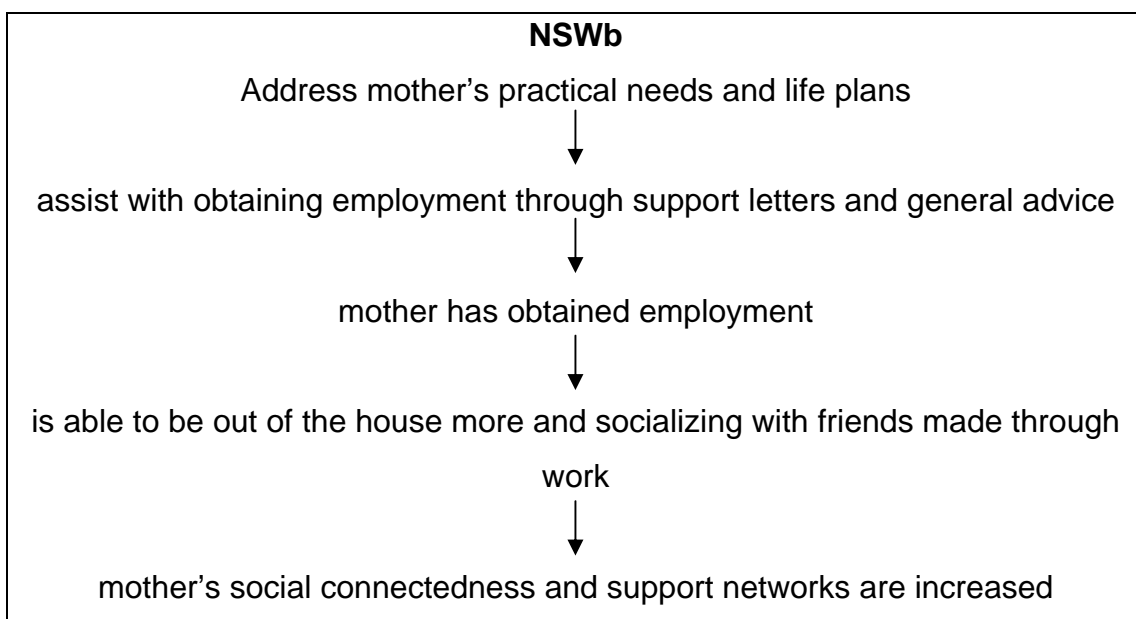 NSWb
Address mother’s practical needs and life plans
assist with obtaining employment through support letters and general advice
mother has obtained employment
is able to be out of the house more and socializing with friends made through
work
mother’s social connectedness and support networks are increased